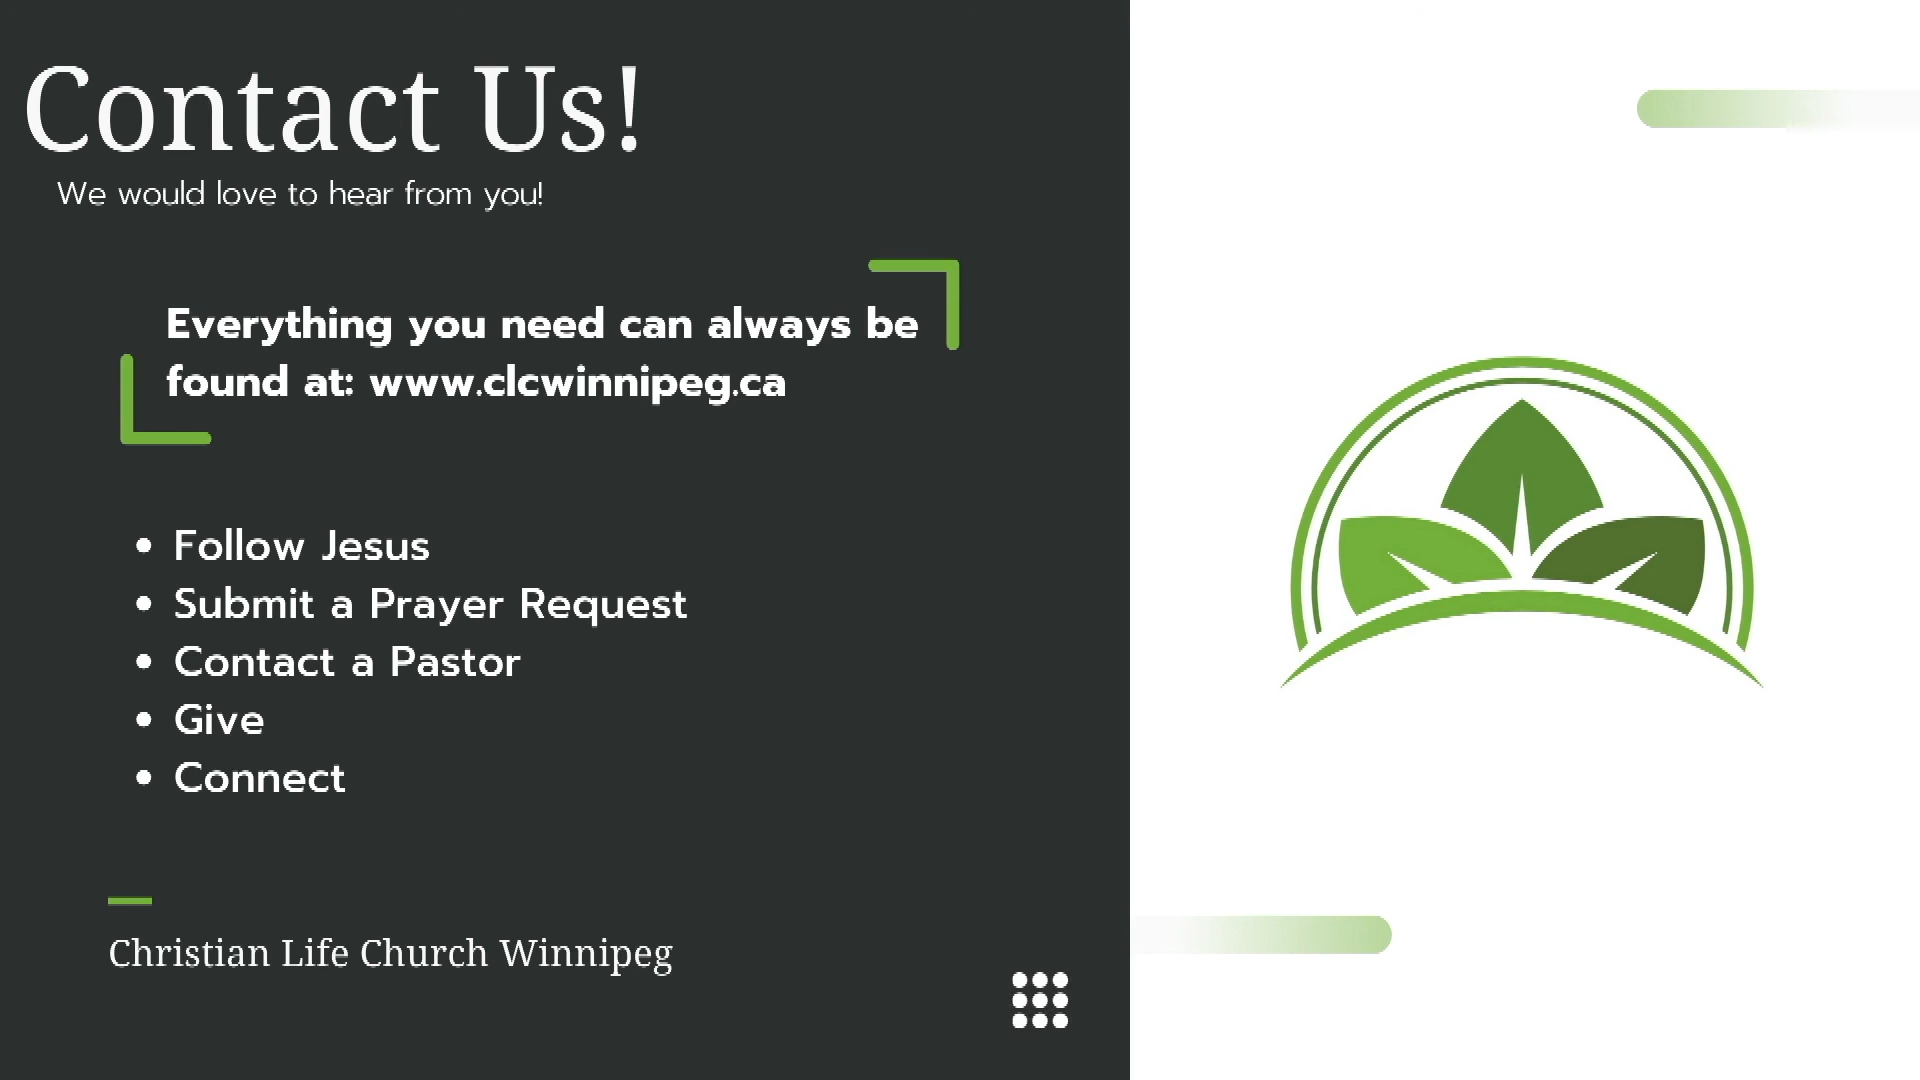 Contact Us!
We would love to hear from you!
Everything you need can always be
found at: www.clcwinnipeg.ca
• Follow Jesus
• Submit a Prayer Request
• Contact a Pastor
• Give
• Connect
Christian Life Church Winnipeg